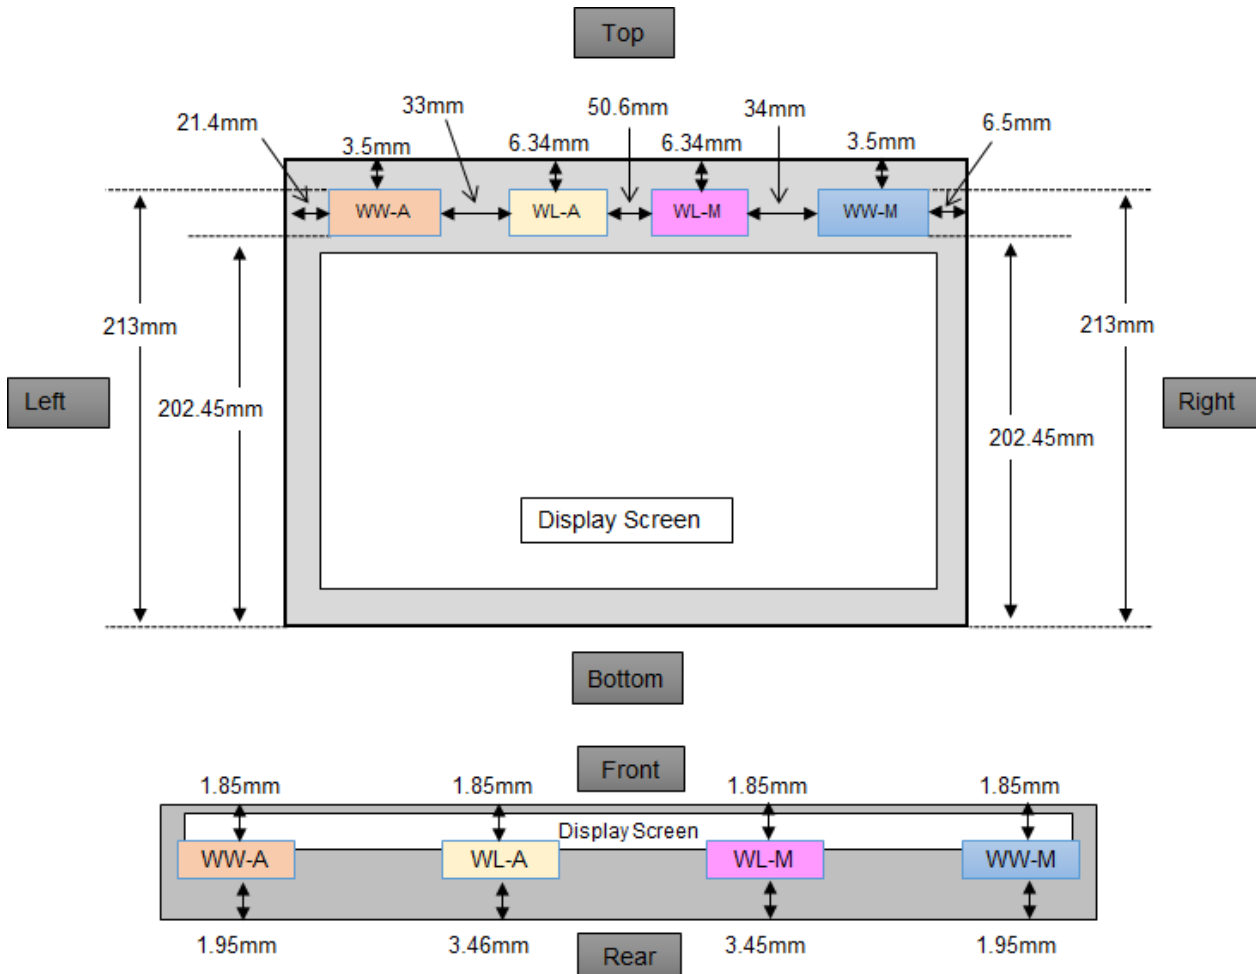 Top
33mm
50.6mm
34mm
21.4mm
6.5mm
3.5mm
6.34mm
6.34mm
3.5mm
WW-A
WL-A
WL-M
WW-M
213mm
213mm
Left
202.45mm
Right
202.45mm
Display Screen
Bottom
Front
1.85mm
1.85mm
1.85mm
1.85mm
Display Screen
WW-A
WL-A
WL-M
WW-M
1.95mm
3.46mm
3.45mm
1.95mm
Rear